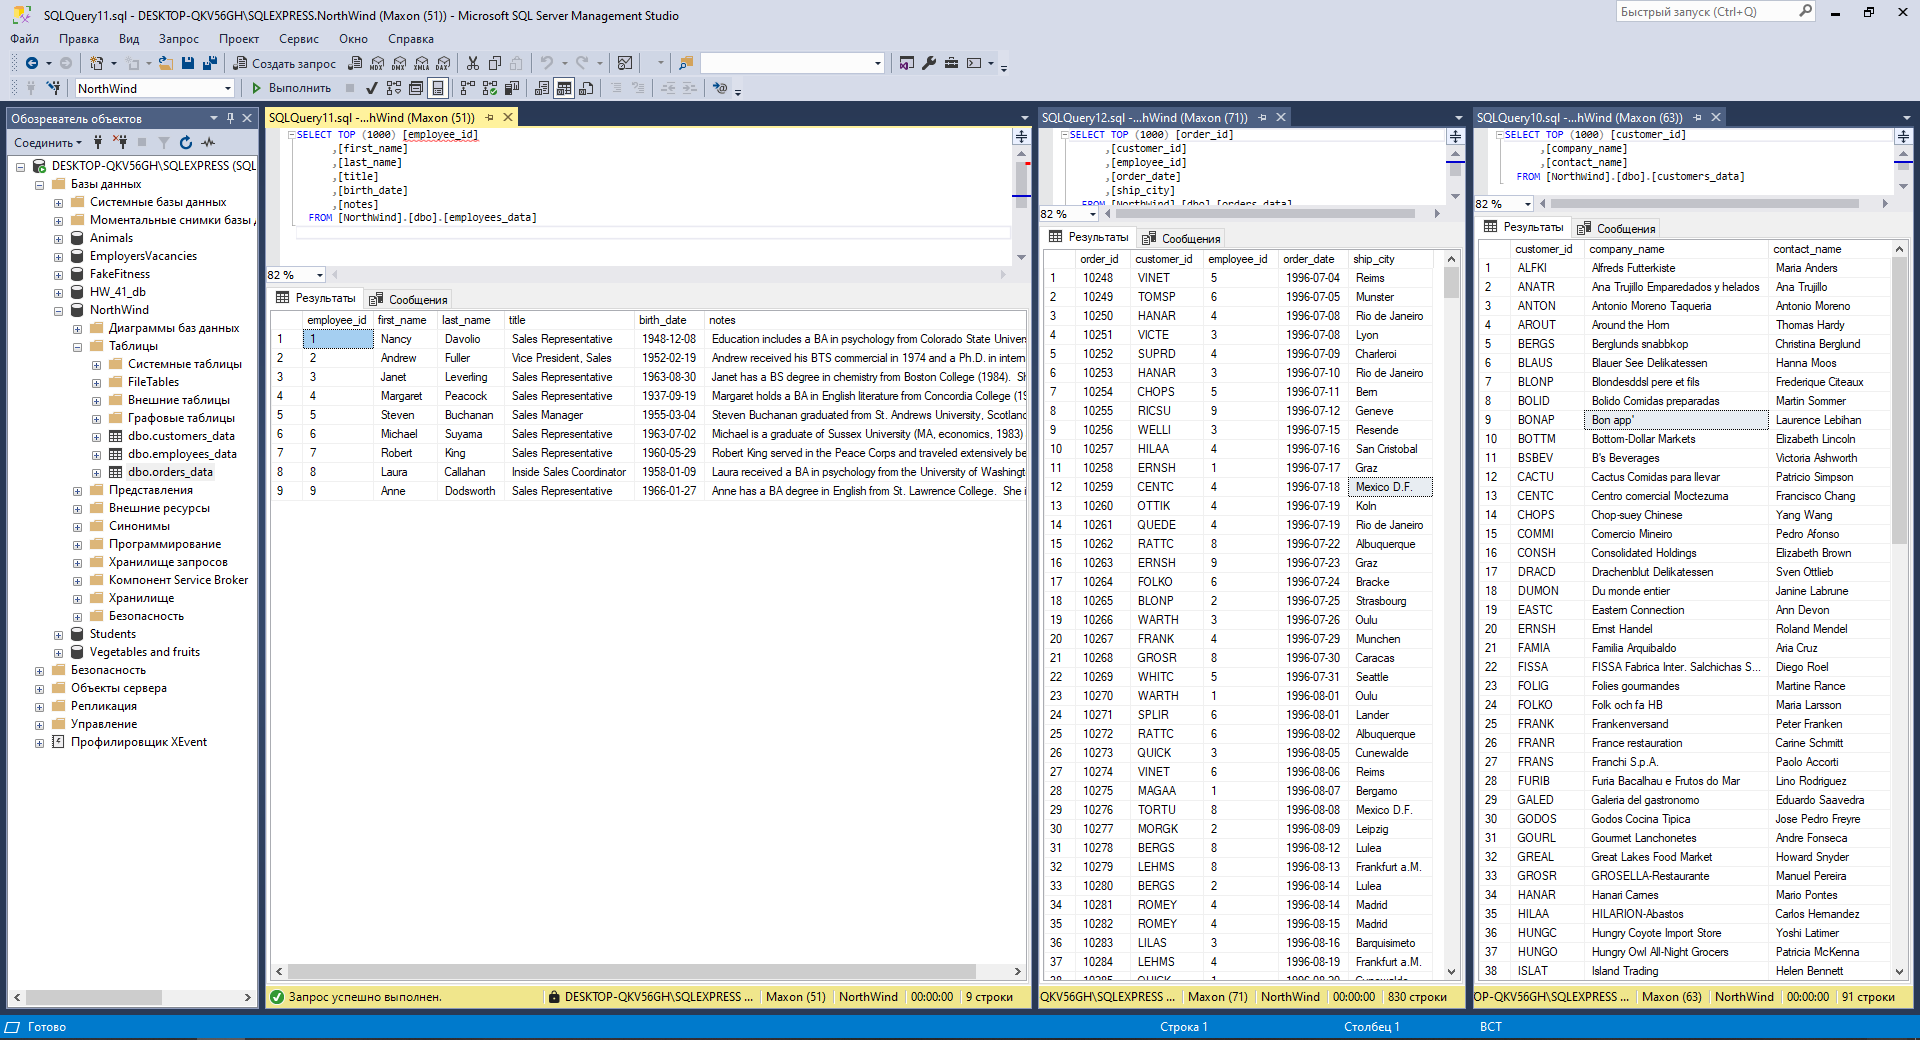 SQLQuery11.sql - DESKTOP-QKV56GH\SQLEXPRESS.NorthWind (Maxon (51)) - Microsoft SQL Server Management Studio
Быстрый запуск (Ctrl+Q)
Файл Правка Вид Запрос Проект Сервис Окно Справка
Создать запрос
MDX DMX XMLA DAX
NorthWind
Выполнить
Обозреватель объектов
Соединить
DESKTOP-QKV56GH\SQLEXPRESS (SQL
Базы данных
Системные базы данных
Моментальные снимки базы
Animals
EmployersVacancies
FakeFitness
HW_41_db
NorthWind
Диаграммы баз данных
Таблицы
Системные таблицы
FileTables
Внешние таблицы
Графовые таблицы
dbo.customers_data
dbo.employees_data
dbo.orders_data
Представления
Внешние ресурсы
Синонимы
Программирование
Хранилище запросов
Компонент Service Broker
Хранилище
Безопасность
Students
Vegetables and fruits
Безопасность
Объекты сервера
Репликация
Управление
Профилировщик XEvent
SQLQuery11.sql -...hWind (Maxon (51))
SELECT TOP (1000) [employee_id]
,[first_name]
,[last_name]
,[title]
,[birth_date]
,[notes]
FROM [NorthWind].[dbo].[employees_data]
82 %
Результаты Сообщения
employee_id first_name last_name title birth_date notes
1 1 Nancy Davolio Sales Representative 1948-12-08 Education includes a BA in psychology from Colorado State Univers
2 2 Andrew Fuller Vice President, Sales 1952-02-19 Andrew received his BTS commercial in 1974 and a Ph.D. in intern
3 3 Janet Leverling Sales Representative 1963-08-30 Janet has a BS degree in chemistry from Boston College (1984). Sh
4 4 Margaret Peacock Sales Representative 1937-09-19 Margaret holds a BA in English literature from Concordia College (19
5 5 Steven Buchanan Sales Manager 1955-03-04 Steven Buchanan graduated from St. Andrews University, Scotland
6 6 Michael Suyama Sales Representative 1963-07-02 Michael is a graduate of Sussex University (MA, economics, 1983)
7 7 Robert King Sales Representative 1960-05-29 Robert King served in the Peace Corps and traveled extensively be
8 8 Laura Callahan Inside Sales Coordinator 1958-01-09 Laura received a BA in psychology from the University of Washingt
9 9 Anne Dodsworth Sales Representative 1966-01-27 Anne has a BA degree in English from St. Lawrence College. She i
Запрос успешно выполнен. DESKTOP-QKV56GH\SQLEXPRESS ... Maxon (51) NorthWind 00:00:00 9 строки
SQLQuery12.sql -...hWind (Maxon (71))
SELECT TOP (1000) [order_id]
,[customer_id]
,[employee_id]
,[order_date]
,[ship_city]
FROM [NorthWind].[dbo].[orders_data]
82 %
Результаты Сообщения
order_id customer_id employee_id order_date ship_city
1 10248 VINET 5 1996-07-04 Reims
2 10249 TOMSP 6 1996-07-05 Munster
3 10250 HANAR 4 1996-07-08 Rio de Janeiro
4 10251 VICTE 3 1996-07-08 Lyon
5 10252 SUPRD 4 1996-07-09 Charleroi
6 10253 HANAR 3 1996-07-10 Rio de Janeiro
7 10254 CHOPS 5 1996-07-11 Bern
8 10255 RICSU 9 1996-07-12 Geneve
9 10256 WELLI 3 1996-07-15 Resende
10 10257 HILAA 4 1996-07-16 San Cristobal
11 10258 ERNSH 1 1996-07-17 Graz
12 10259 CENTC 4 1996-07-18 Mexico D.F.
13 10260 OTTIK 4 1996-07-19 Koln
14 10261 QUEDE 4 1996-07-19 Rio de Janeiro
15 10262 RATTC 8 1996-07-22 Albuquerque
16 10263 ERNSH 9 1996-07-23 Graz
17 10264 FOLKO 6 1996-07-24 Bracke
18 10265 BLONP 2 1996-07-25 Strasbourg
19 10266 WARTH 3 1996-07-26 Oulu
20 10267 FRANK 4 1996-07-29 Munchen
21 10268 GROSR 8 1996-07-30 Caracas
22 10269 WHITC 5 1996-07-31 Seattle
23 10270 WARTH 1 1996-08-01 Oulu
24 10271 SPLIR 6 1996-08-01 Lander
25 10272 RATTC 6 1996-08-02 Albuquerque
26 10273 QUICK 3 1996-08-05 Cunewalde
27 10274 VINET 6 1996-08-06 Reims
28 10275 MAGAA 1 1996-08-07 Bergamo
29 10276 TORTU 8 1996-08-08 Mexico D.F.
30 10277 MORGK 2 1996-08-09 Leipzig
31 10278 BERGS 8 1996-08-12 Lulea
32 10279 LEHMS 8 1996-08-13 Frankfurt a.M.
33 10280 BERGS 2 1996-08-14 Lulea
34 10281 ROMEY 4 1996-08-14 Madrid
35 10282 ROMEY 4 1996-08-15 Madrid
36 10283 LILAS 3 1996-08-16 Barquisimeto
37 10284 LEHMS 4 1996-08-19 Frankfurt a.M.
38 10285 QUICK 1 1996-08-20 Cunewalde
QKV56GH\SQLEXPRESS ... Maxon (71) NorthWind 00:00:00 830 строки
SQLQuery10.sql -...hWind (Maxon (63))
SELECT TOP (1000) [customer_id]
,[company_name]
,[contact_name]
FROM [NorthWind].[dbo].[customers_data]
82 %
Результаты Сообщения
customer_id company_name contact_name
1 ALFKI Alfreds Futterkiste Maria Anders
2 ANATR Ana Trujillo Emparedados y helados Ana Trujillo
3 ANTON Antonio Moreno Taqueria Antonio Moreno
4 AROUT Around the Horn Thomas Hardy
5 BERGS Berglunds snabbkop Christina Berglund
6 BLAUS Blauer See Delikatessen Hanna Moos
7 BLONP Blondesddsl pere et fils Frederique Citeaux
8 BOLID Bolido Comidas preparadas Martin Sommer
9 BONAP Bon app' Laurence Lebihan
10 BOTTM Bottom-Dollar Markets Elizabeth Lincoln
11 BSBEV B's Beverages Victoria Ashworth
12 CACTU Cactus Comidas para llevar Patricio Simpson
13 CENTC Centro comercial Moctezuma Francisco Chang
14 CHOPS Chop-suey Chinese Yang Wang
15 COMMI Comercio Mineiro Pedro Afonso
16 CONSH Consolidated Holdings Elizabeth Brown
17 DRACD Drachenblut Delikatessen Sven Ottlieb
18 DUMON Du monde entier Janine Labrune
19 EASTC Eastern Connection Ann Devon
20 ERNSH Ernst Handel Roland Mendel
21 FAMIA Familia Arquibaldo Aria Cruz
22 FISSA FISSA Fabrica Inter. Salchichas S... Diego Roel
23 FOLIG Folies gourmandes Martine Rance
24 FOLKO Folk och fa HB Maria Larsson
25 FRANK Frankenversand Peter Franken
26 FRANR France restauration Carine Schmitt
27 FRANS Franchi S.p.A. Paolo Accorti
28 FURIB Furia Bacalhau e Frutos do Mar Lino Rodriguez
29 GALED Galeria del gastronomo Eduardo Saavedra
30 GODOS Godos Cocina Tipica Jose Pedro Freyre
31 GOURL Gourmet Lanchonetes Andre Fonseca
32 GREAL Great Lakes Food Market Howard Snyder
33 GROSR GROSELLA-Restaurante Manuel Pereira
34 HANAR Hanari Carnes Mario Pontes
35 HILAA HILARION-Abastos Carlos Hernandez
36 HUNGC Hungry Coyote Import Store Yoshi Latimer
37 HUNGO Hungry Owl All-Night Grocers Patricia McKenna
38 ISLAT Island Trading Helen Bennett
OP-QKV56GH\SQLEXPRESS ... Maxon (63) NorthWind 00:00:00 91 строки
Готово Строка 1 Столбец 1 ВСТ